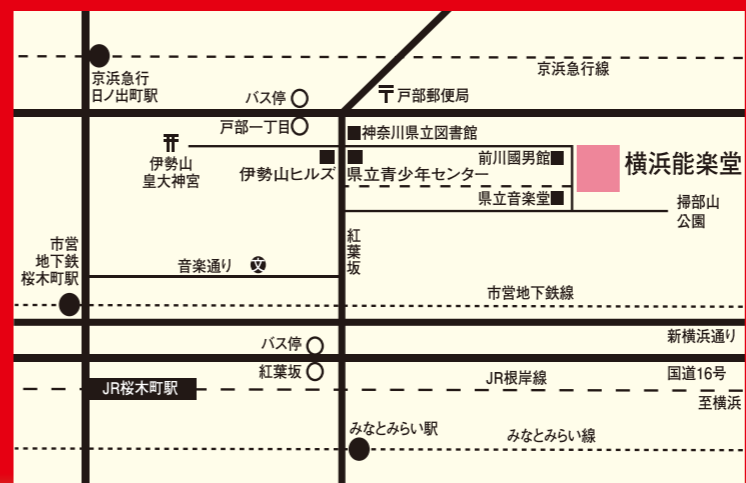 京浜急行線
京浜急行
日ノ出町駅
バス停
戸部郵便局
戸部一丁目
神奈川県立図書館
伊勢山
皇大神宮
伊勢山ヒルズ
県立青少年センター
前川國男館
横浜能楽堂
県立音楽堂
掃部山
公園
紅葉坂
市営
地下鉄
桜木町駅
音楽通り
文
市営地下鉄線
新横浜通り
バス停
紅葉坂
国道16号
JR桜木町駅
JR根岸線
至横浜
みなとみらい駅
みなとみらい線